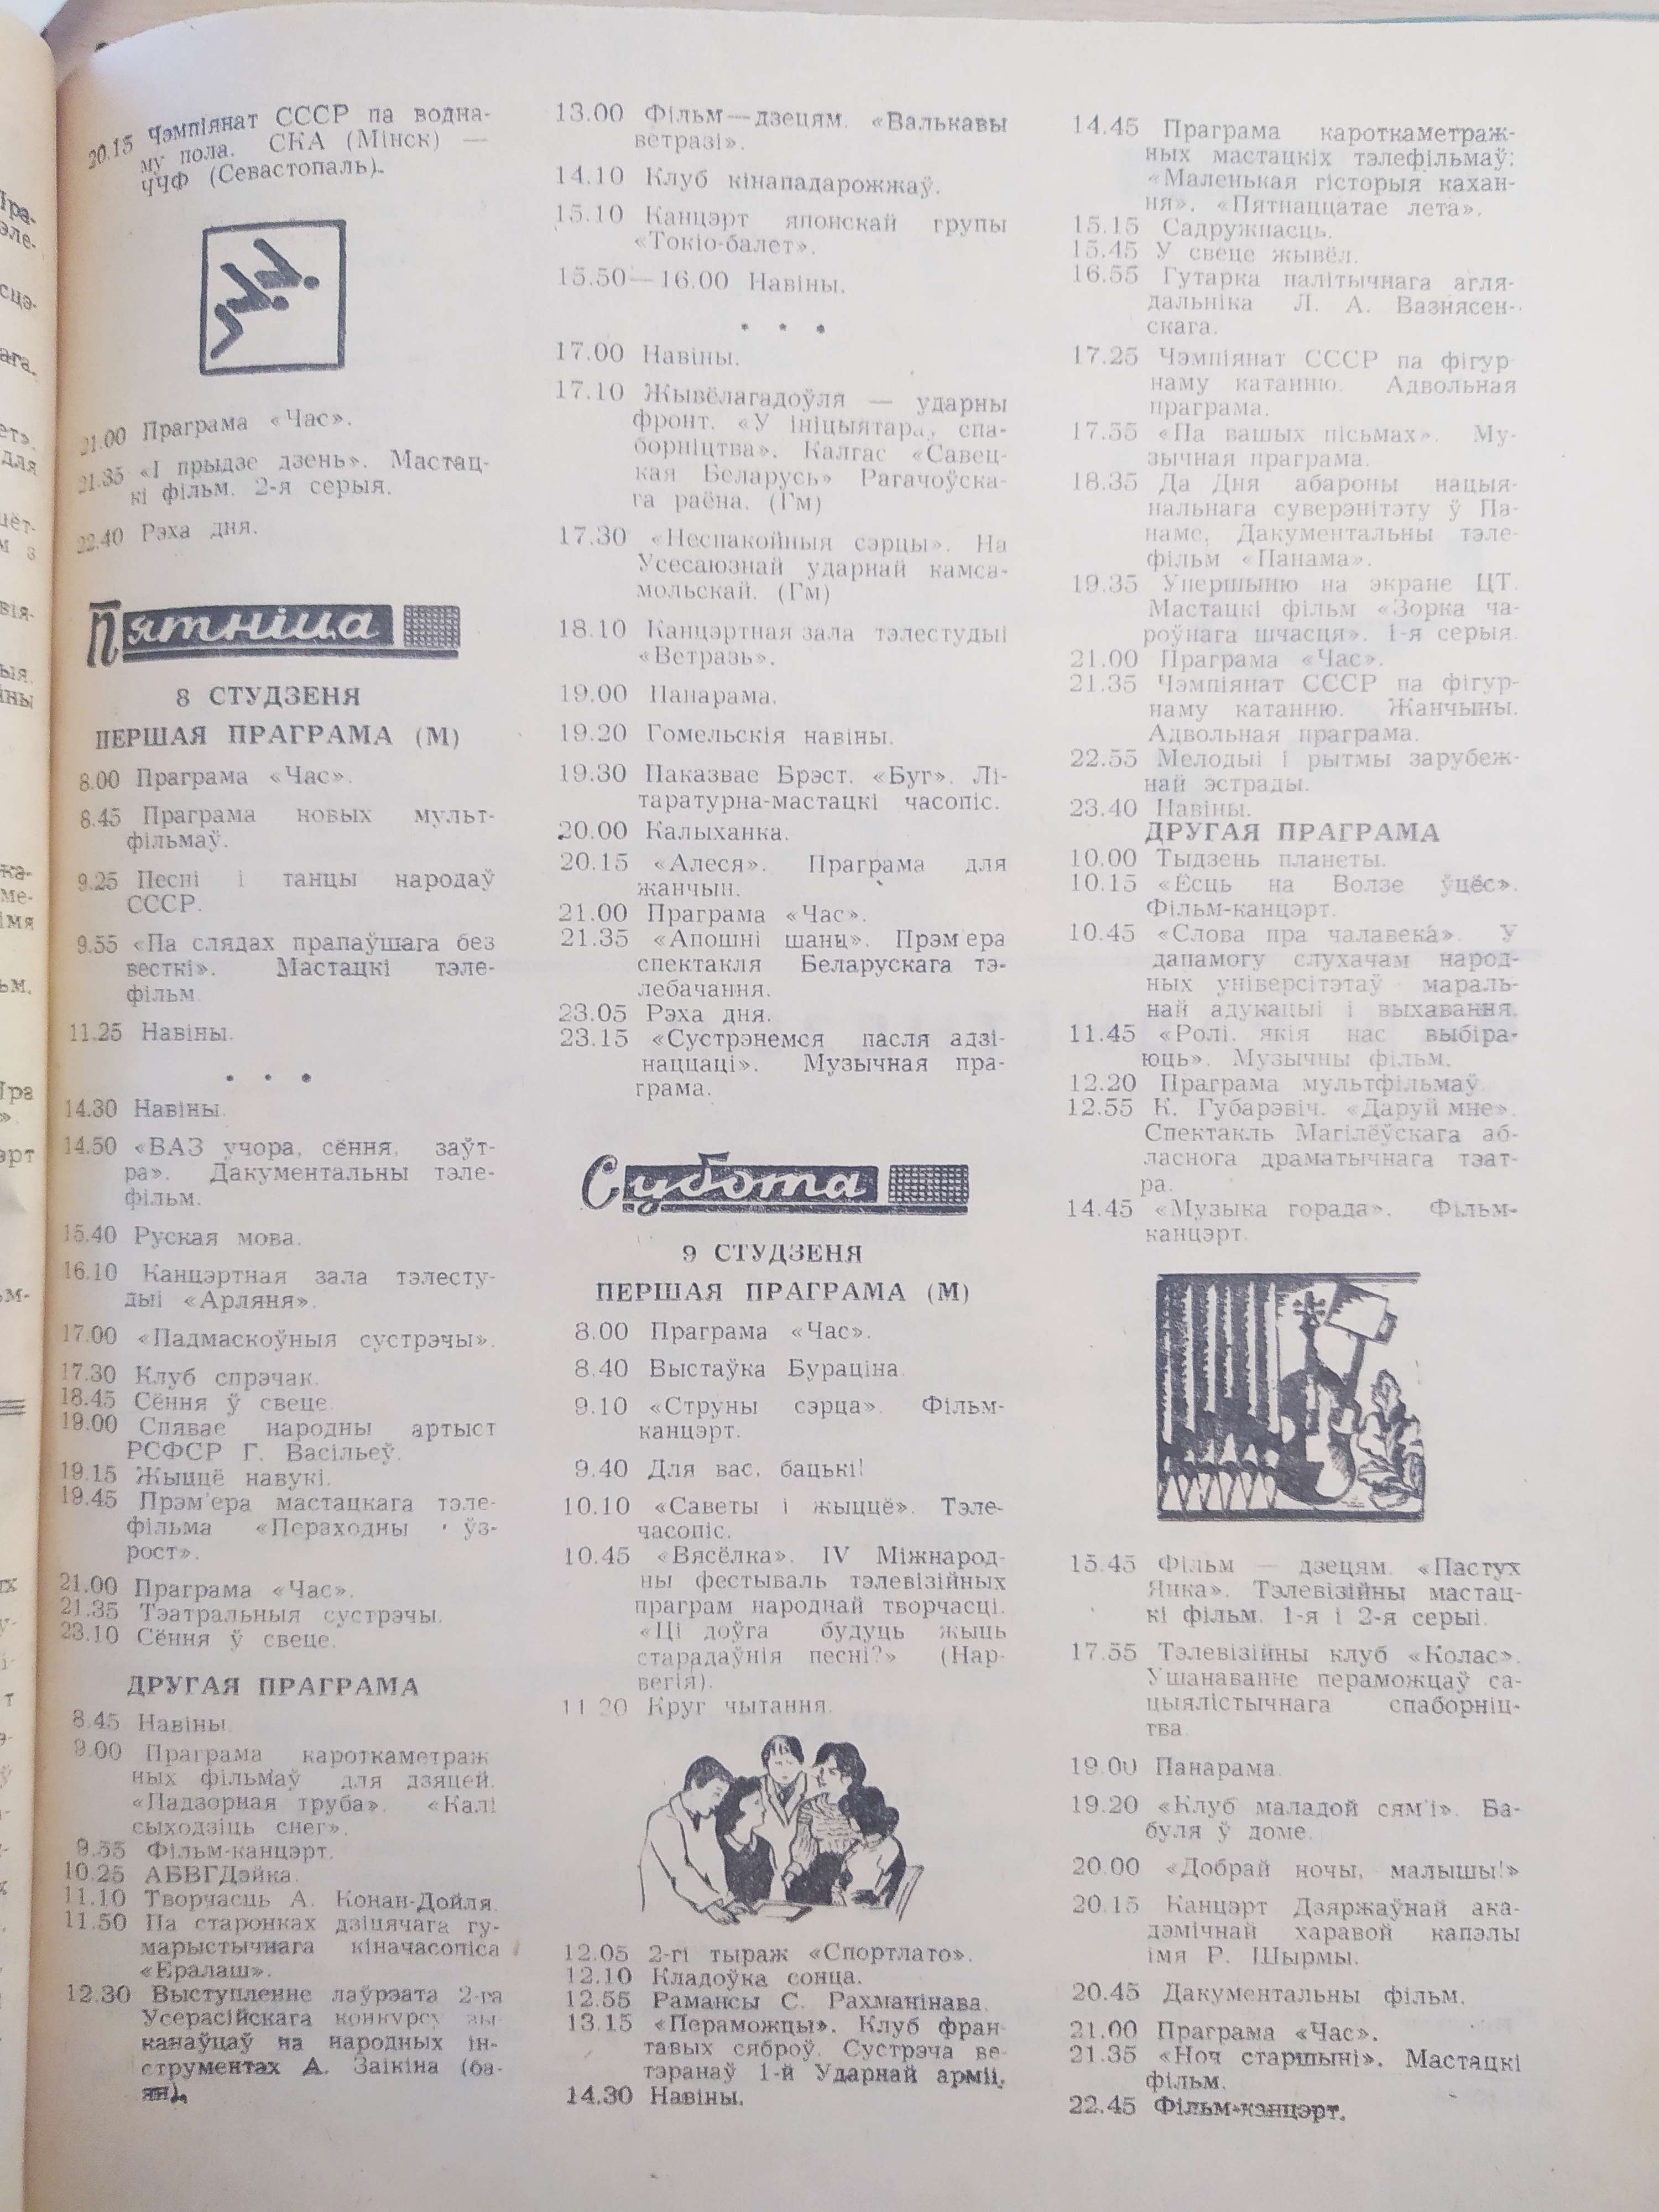 20.15 Чэмпіянат СССР па водна-
му пола. СКА (Мінск) —
ЧЧФ (Севастопаль).
21.00 Праграма «Час».
21.35 «І прыдзе дзень». Мастац-
кі фільм. 2-я серыя.
22.40 Рэха дня.
Пятніца
8 СТУДЗЕНЯ
ПЕРШАЯ ПРАГРАМА (М)
8.00 Праграма «Час».
8.45 Праграма новых мульт-
фільмаў.
9.25 Песні і танцы народаў
СССР.
9.55 «Па слядах прапаўшага без
весткі». Мастацкі тэле-
фільм.
11.25 Навіны.
• • •
14.30 Навіны.
14.50 «ВАЗ учора, сёння, заўт-
ра». Дакументальны тэле-
фільм.
15.40 Руская мова.
16.10 Канцэртная зала тэлесту-
дыі «Арляня».
17.00 «Падмаскоўныя сустрэчы».
17.30 Клуб спрэчак.
18.45 Сёння ў свеце.
19.00 Спявае народны артыст
РСФСР Г. Васільеў.
19.15 Жыццё навукі.
19.45 Прэм'ера мастацкага тэле-
фільма «Пераходны ўз-
рост».
21.00 Праграма «Час».
21.35 Тэатральныя сустрэчы.
23.10 Сёння ў свеце.
ДРУГАЯ ПРАГРАМА
8.45 Навіны.
9.00 Праграма кароткаметраж
ных фільмаў для дзяцей.
«Падзорная труба». «Калі
сыходзіць снег».
9.35 Фільм-канцэрт.
10.25 АБВГДэйка.
11.10 Творчасць А. Конан-Дойля.
11.50 Па старонках дзіцячага гу-
марыстычнага кіначасопіса
«Ералаш».
12.30 Выступленне лаўрэата 2-га
Усерасійскага конкурсу вы
канаўцаў на народных ін-
струментах А. Заікіна (ба-
ян).
13.00 Фільм—дзецям. «Валькавы
ветразі».
14.10 Клуб кінападарожжаў.
15.10 Канцэрт японскай групы
«Токіо-балет».
15.50—16.00 Навіны.
• • •
17.00 Навіны.
17.10 Жывёлагадоўля — ударны
фронт. «У ініцыятара, спа-
борніцтва». Калгас «Савец-
кая Беларусь» Рагачоўска-
га раёна. (Гм)
17.30 «Неспакойныя сэрцы». На
Усесаюзнай ударнай камса-
мольскай. (Гм)
18.10 Канцэртная зала тэлестудыі
«Ветразь».
19.00 Панарама.
19.20 Гомельскія навіны.
19.30 Паказвае Брэст. «Буг». Лі-
таратурна-мастацкі часопіс.
20.00 Калыханка.
20.15 «Алеся». Праграма для
жанчын.
21.00 Праграма «Час».
21.35 «Апошні шанц». Прэм'ера
спектакля Беларускага тэ-
лебачання.
23.05 Рэха дня.
23.15 «Сустрэнемся пасля адзі-
наццаці». Музычная пра-
грама.
Субота
9 СТУДЗЕНЯ
ПЕРШАЯ ПРАГРАМА (М)
8.00 Праграма «Час».
8.40 Выстаўка Бураціна.
9.10 «Струны сэрца». Фільм-
канцэрт.
9.40 Для вас, бацькі!
10.10 «Саветы і жыццё». Тэле-
часопіс.
10.45 «Вясёлка». IV Міжнарод-
ны фестываль тэлевізійных
праграм народнай творчасці.
«Ці доўга будуць жыць
старадаўнія песні?» (Нар-
вегія).
11 20 Круг чытання.
12.05 2-гі тыраж «Спортлато».
12.10 Кладоўка сонца.
12.55 Рамансы С. Рахманінава.
13.15 «Пераможцы». Клуб фран-
тавых сяброў. Сустрэча ве-
тэранаў 1-й Ударнай арміі.
14.30 Навіны.
14.45 Праграма кароткаметраж-
ных мастацкіх тэлефільмаў:
«Маленькая гісторыя кахан-
ня», «Пятнаццатае лета».
15.15 Садружнасць.
15.45 У свеце жывёл.
16.55 Гутарка палітычнага агля-
дальніка Л. А. Вазнясен-
скага.
17.25 Чэмпіянат СССР па фігур-
наму катанню. Адвольная
праграма.
17.55 «Па вашых пісьмах». Му-
зычная праграма.
18.35 Да Дня абароны нацыя-
нальнага суверэнітэту ў Па-
наме. Дакументальны тэле-
фільм «Панама».
19.35 Упершыню на экране ЦТ.
Мастацкі фільм «Зорка ча-
роўнага шчасця». 1-я серыя.
21.00 Праграма «Час».
21.35 Чэмпіянат СССР па фігур-
наму катанню. Жанчыны.
Адвольная праграма.
22.55 Мелодыі і рытмы зарубеж-
най эстрады.
23.40 Навіны.
ДРУГАЯ ПРАГРАМА
10.00 Тыдзень планеты.
10.15 «Ёсць на Волзе ўцёс».
Фільм-канцэрт.
10.45 «Слова пра чалавека». У
дапамогу слухачам народ-
ных універсітэтаў мараль-
най адукацыі і выхавання.
11.45 «Ролі, якія нас выбіра-
юць». Музычны фільм.
12.20 Праграма мультфільмаў.
12.55 К. Губарэвіч. «Даруй мне».
Спектакль Магілёўскага аб-
ласнога драматычнага тэат-
ра.
14.45 «Музыка горада». Фільм-
канцэрт.
15.45 Фільм — дзецям. «Пастух
Янка». Тэлевізійны мастац-
кі фільм. 1-я і 2-я серыі.
17.55 Тэлевізійны клуб «Колас».
Ушанаванне пераможцаў са-
цыялістычнага спаборніц-
тва.
19.00 Панарама.
19.20 «Клуб маладой сям'і». Ба-
буля ў доме.
20.00 «Добрай ночы, малышы!»
20.15 Канцэрт Дзяржаўнай ака-
дэмічнай харавой капэлы
імя Р. Шырмы.
20.45 Дакументальны фільм.
21.00 Праграма «Час».
21.35 «Ноч старшыні». Мастацкі
фільм.
22.45 Фільм-канцэрт.